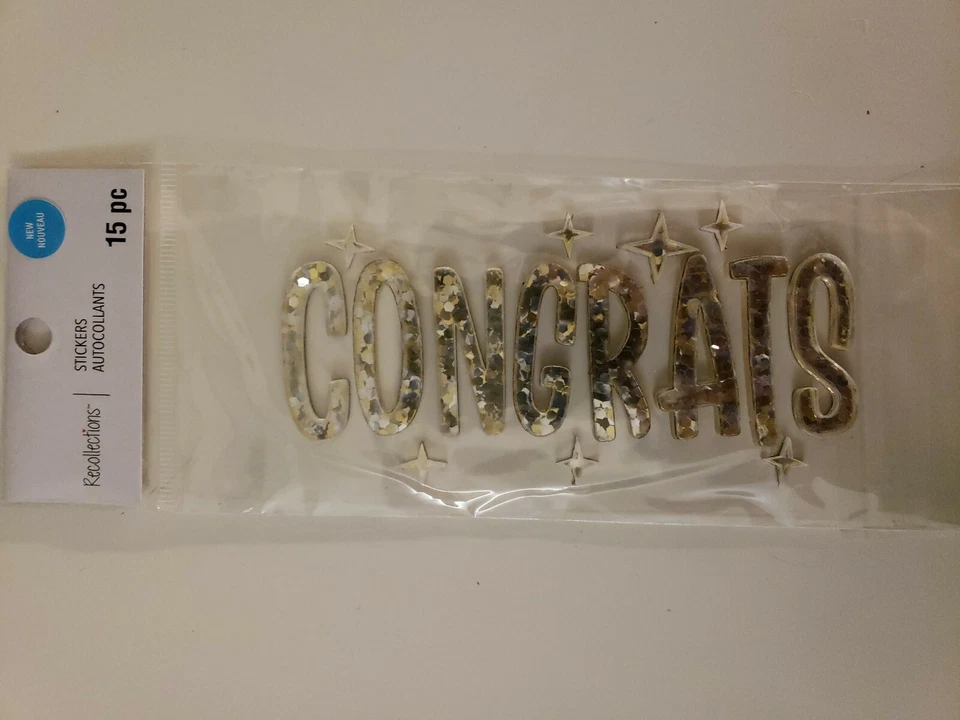 NEW
NOUVEAU
15 pc
STICKERS
AUTOCOLLANTS
Recollections™
CONGRATS